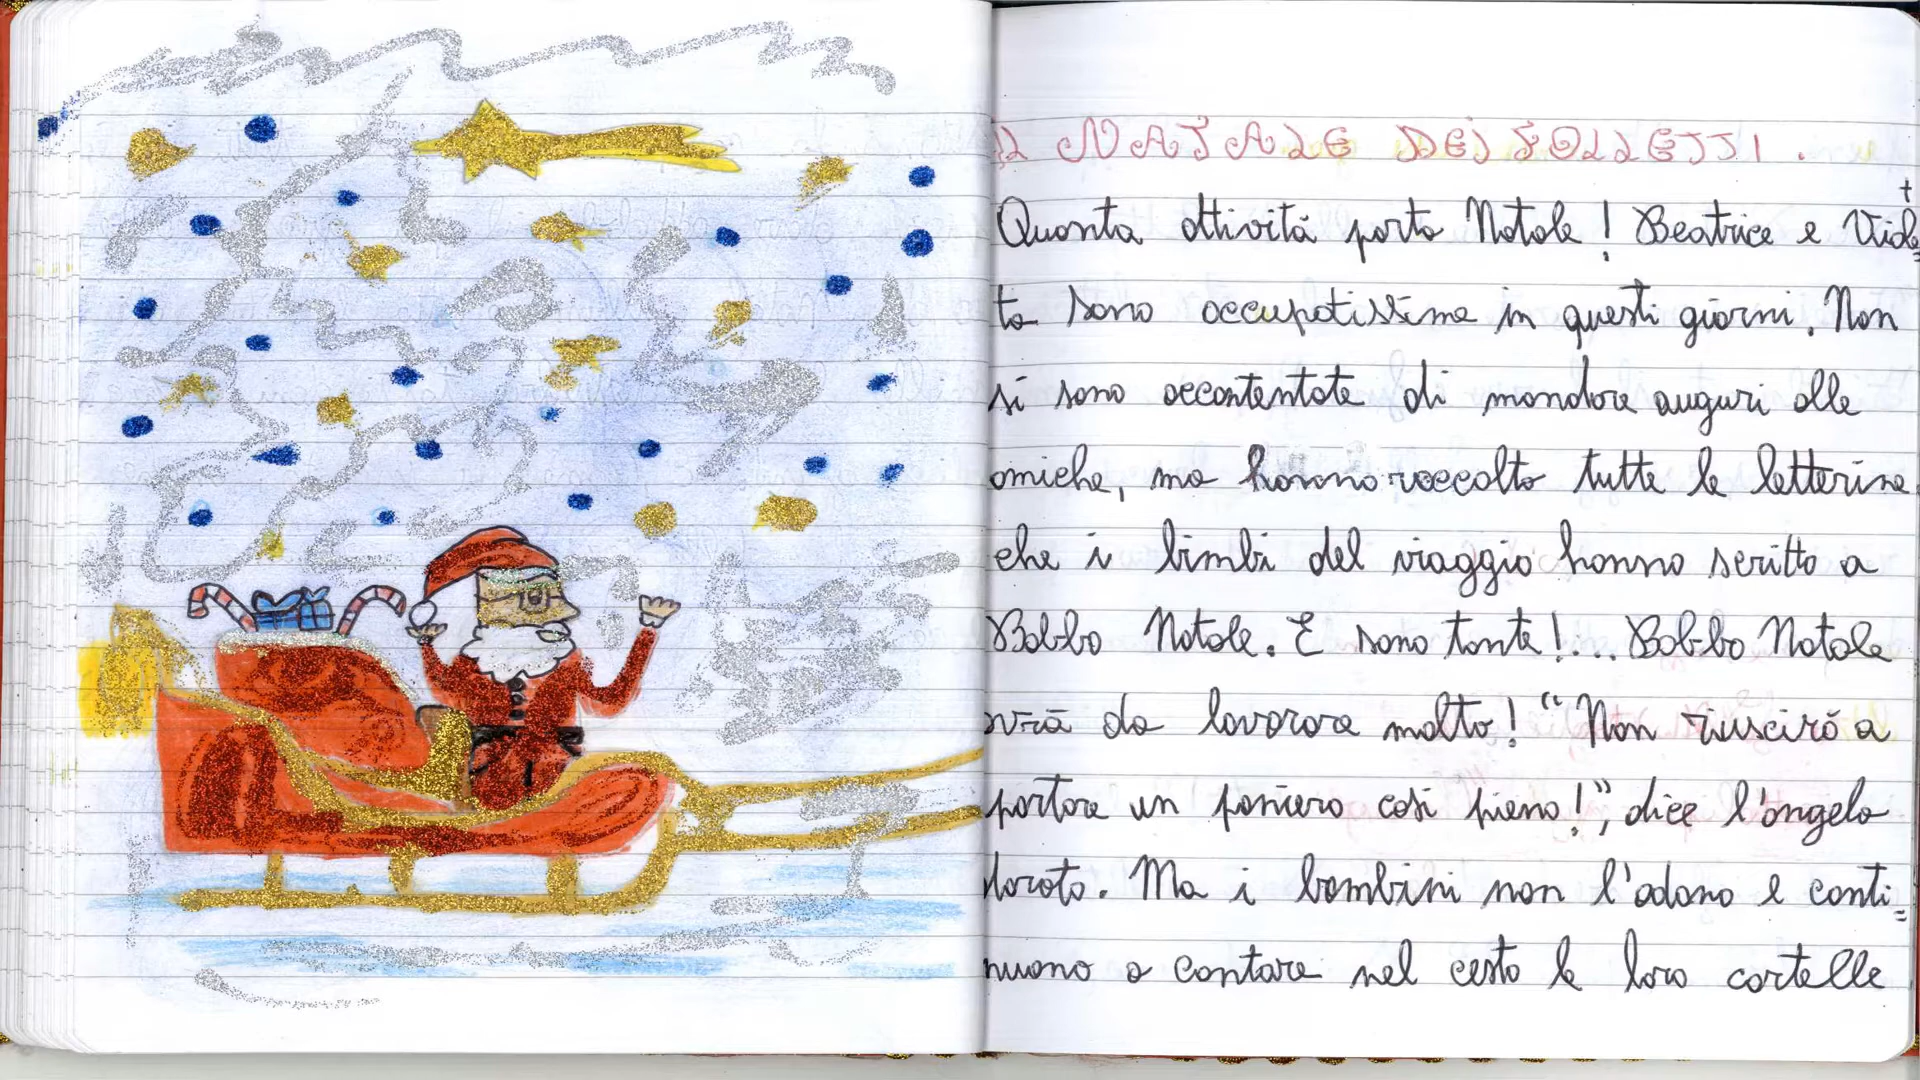 IL NATALE DEI FOLLETTI.
Quanta attività porta Natale! Beatrice e Violet=
ta sono occupatissime in questi giorni. Non
si sono accontentate di mandare auguri alle
amiche, ma hanno raccolto tutte le letterine
che i bimbi del viaggio hanno scritto a
Babbo Natale. E sono tante!... Babbo Natale
avrà da lavorare molto! "Non riuscirò a
portare un paniero così pieno!", dice l'angelo
dorato. Ma i bambini non l'odono e conti=
nuano a contare nel cesto le loro cartelle